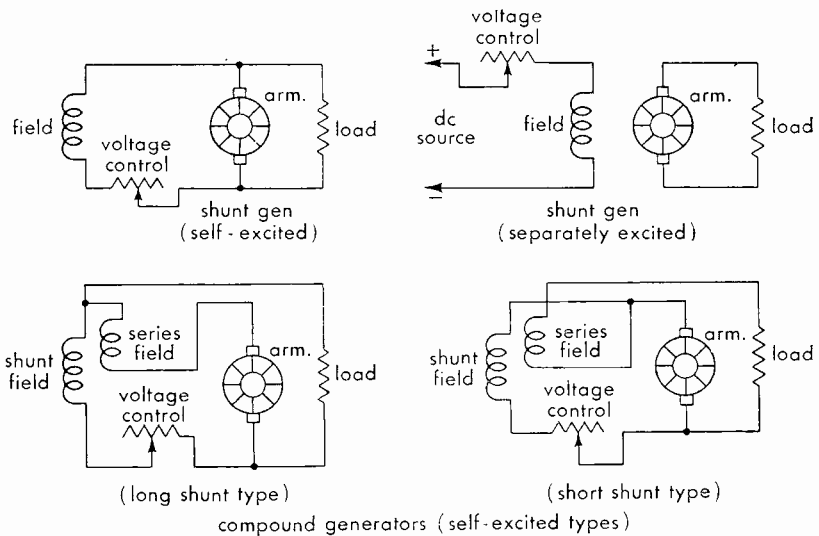 voltage
control
+
arm.
field
load
voltage
control
shunt gen
(self-excited)
dc
source
field
arm.
load
−
shunt gen
(separately excited)
shunt
field
series
field
arm.
load
voltage
control
(long shunt type)
shunt
field
series
field
arm.
load
voltage
control
(short shunt type)
compound generators (self-excited types)